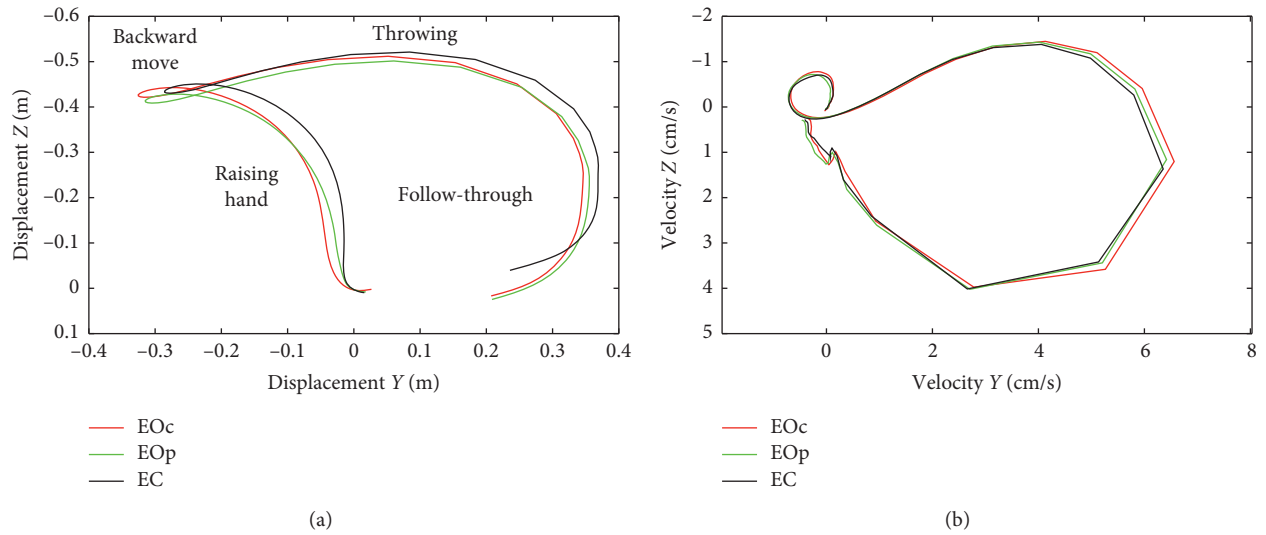 –0.6
–0.5
–0.4
–0.3
–0.2
–0.1
0
0.1
Displacement Z (m)
Backward
move
Throwing
Raising
hand
Follow-through
–0.4 –0.3 –0.2 –0.1 0 0.1 0.2 0.3 0.4
Displacement Y (m)
EOc
EOp
EC
(a)
–2
–1
0
1
2
3
4
5
Velocity Z (cm/s)
0 2 4 6 8
Velocity Y (cm/s)
EOc
EOp
EC
(b)